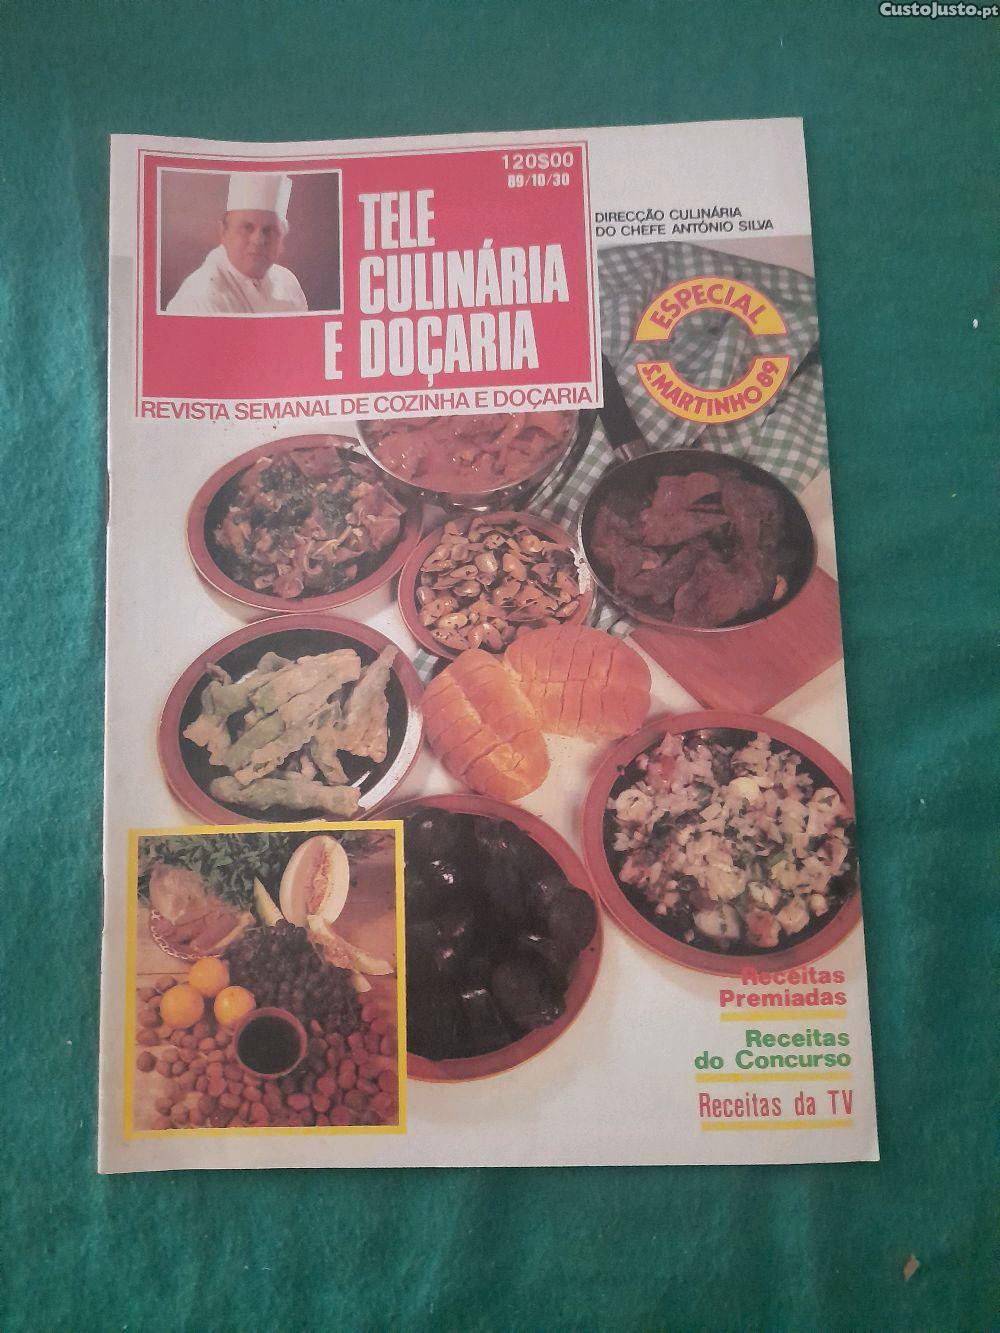 CustoJusto.pt
120$00
89/10/30
TELE
CULINÁRIA
E DOÇARIA
REVISTA SEMANAL DE COZINHA E DOÇARIA
DIRECÇÃO CULINÁRIA
DO CHEFE ANTÓNIO SILVA
ESPECIAL
S. MARTINHO 89
Receitas
Premiadas
Receitas
do Concurso
Receitas da TV